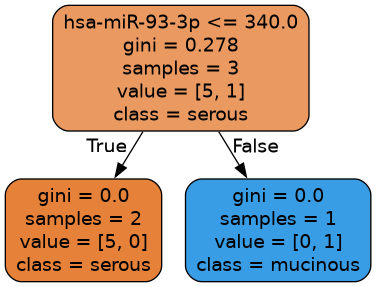 hsa-miR-93-3p <= 340.0
gini = 0.278
samples = 3
value = [5, 1]
class = serous
True
False
gini = 0.0
samples = 2
value = [5, 0]
class = serous
gini = 0.0
samples = 1
value = [0, 1]
class = mucinous